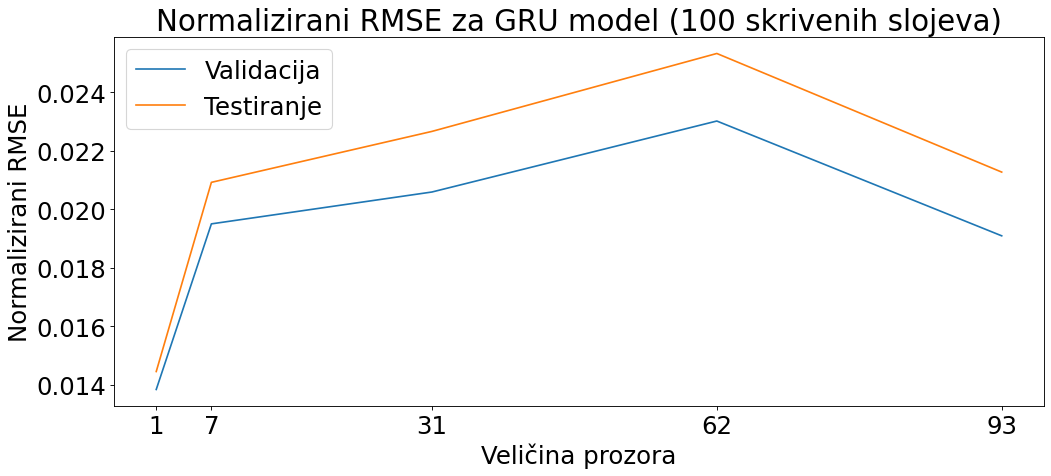 Normalizirani RMSE za GRU model (100 skrivenih slojeva)
Validacija
Testiranje
Normalizirani RMSE
0.024
0.022
0.020
0.018
0.016
0.014
1 7 31 62 93
Veličina prozora